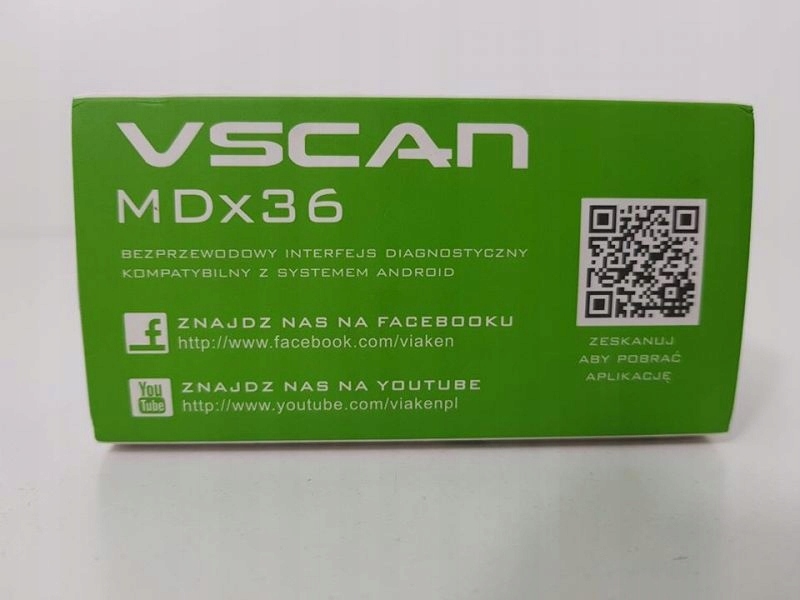 VSCAN
MDx36
BEZPRZEWODOWY INTERFEJS DIAGNOSTYCZNY
KOMPATYBILNY Z SYSTEMEM ANDROID
f ZNAJDZ NAS NA FACEBOOKU
http://www.facebook.com/viaken
You Tube
ZNAJDZ NAS NA YOUTUBE
http://www.youtube.com/viakenpl
ZESKANUJ
ABY POBRAĆ
APLIKACJĘ